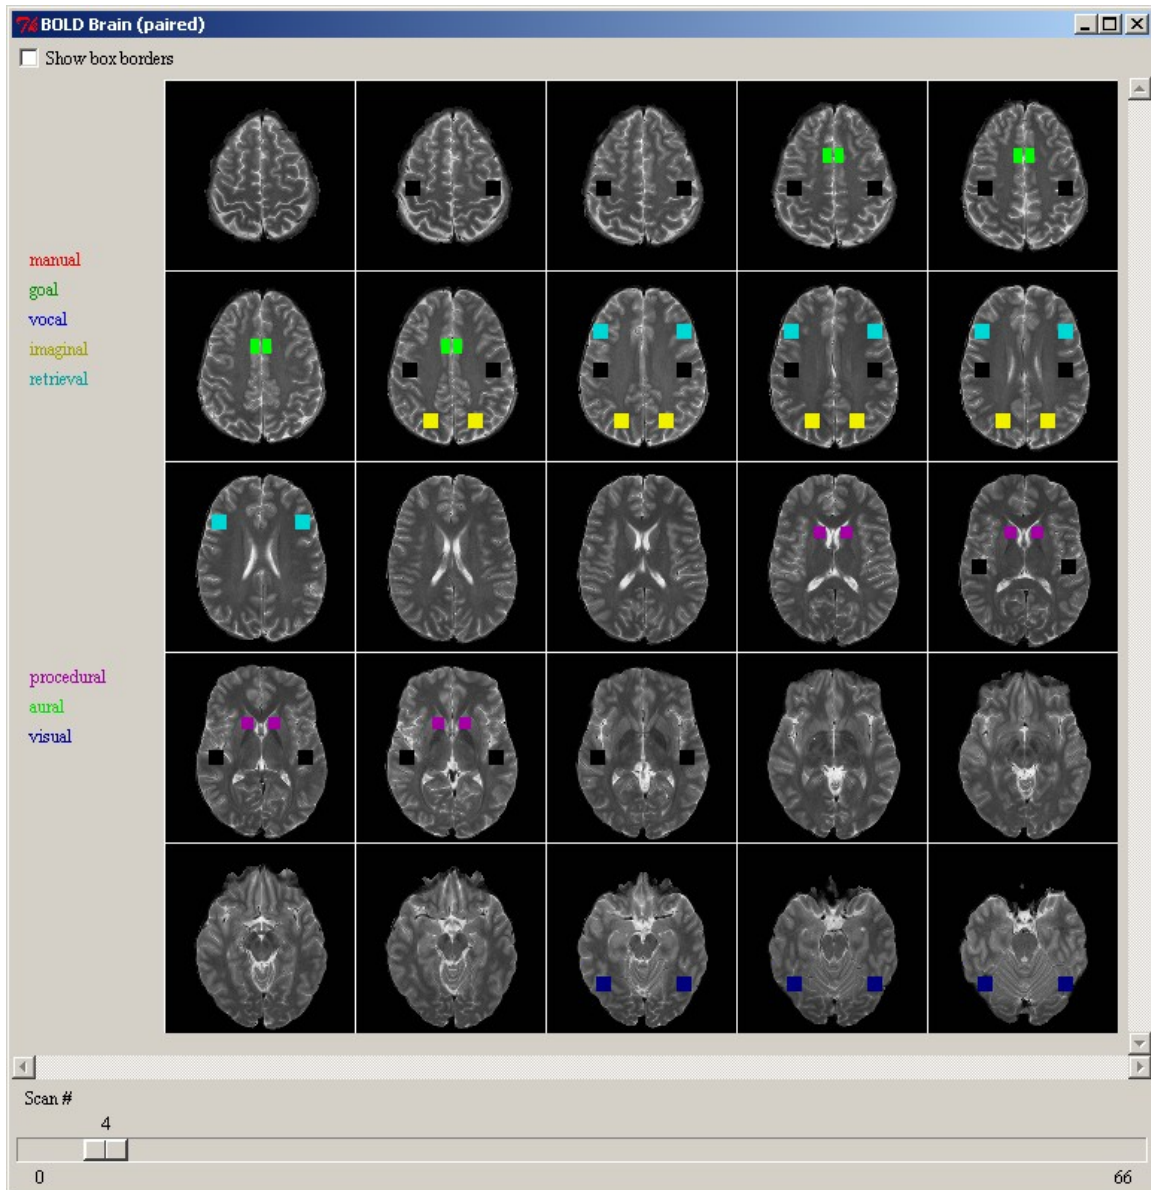 BOLD Brain (paired)
Show box borders
manual
goal
vocal
imaginal
retrieval
procedural
aural
visual
Scan #
4
0 66